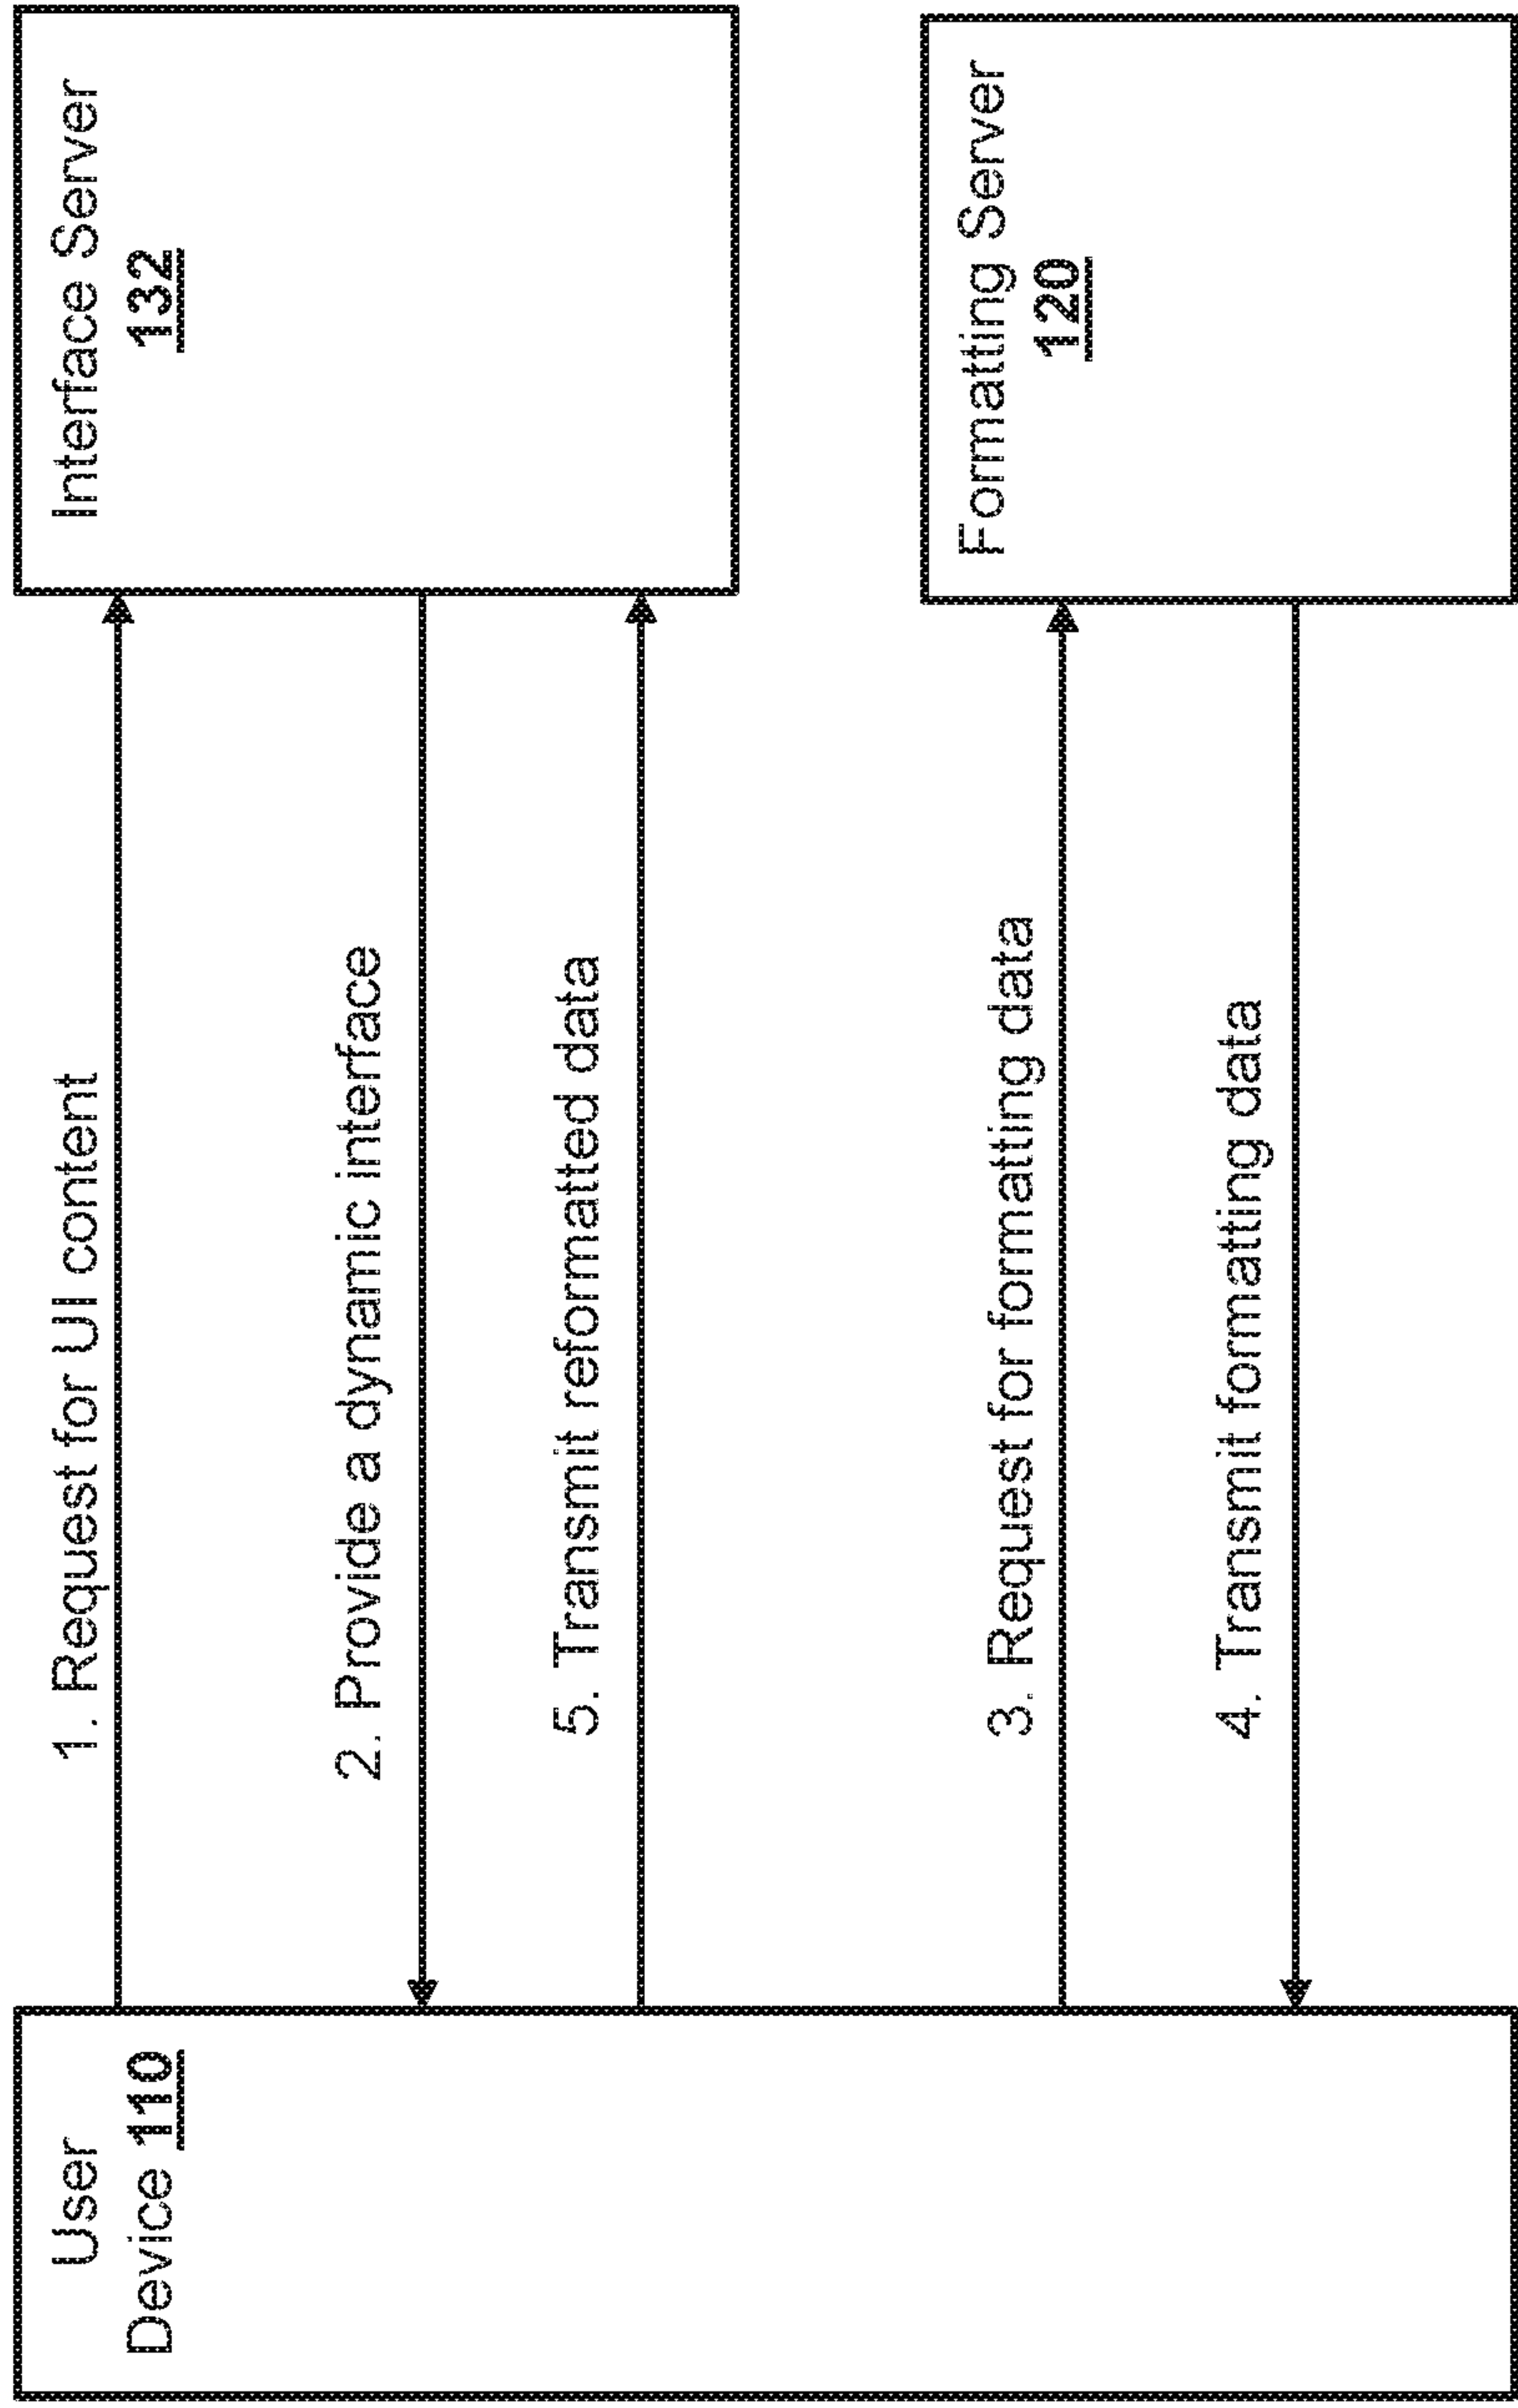 User
Device 110
1. Request for UI content
2. Provide a dynamic interface
5. Transmit reformatted data
3. Request for formatting data
4. Transmit formatting data
Interface Server
132
Formatting Server
120